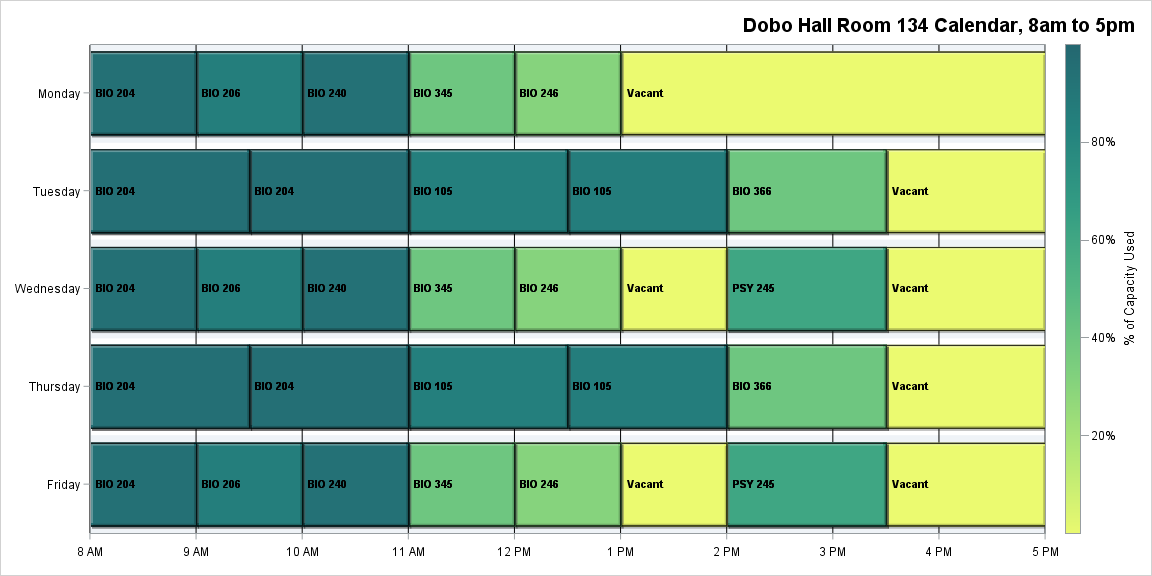 Dobo Hall Room 134 Calendar, 8am to 5pm
Monday
BIO 204
BIO 206
BIO 240
BIO 345
BIO 246
Vacant
Tuesday
BIO 204
BIO 204
BIO 105
BIO 105
BIO 366
Vacant
Wednesday
BIO 204
BIO 206
BIO 240
BIO 345
BIO 246
Vacant
PSY 245
Vacant
Thursday
BIO 204
BIO 204
BIO 105
BIO 105
BIO 366
Vacant
Friday
BIO 204
BIO 206
BIO 240
BIO 345
BIO 246
Vacant
PSY 245
Vacant
8 AM
9 AM
10 AM
11 AM
12 PM
1 PM
2 PM
3 PM
4 PM
5 PM
80%
60%
40%
20%
% of Capacity Used